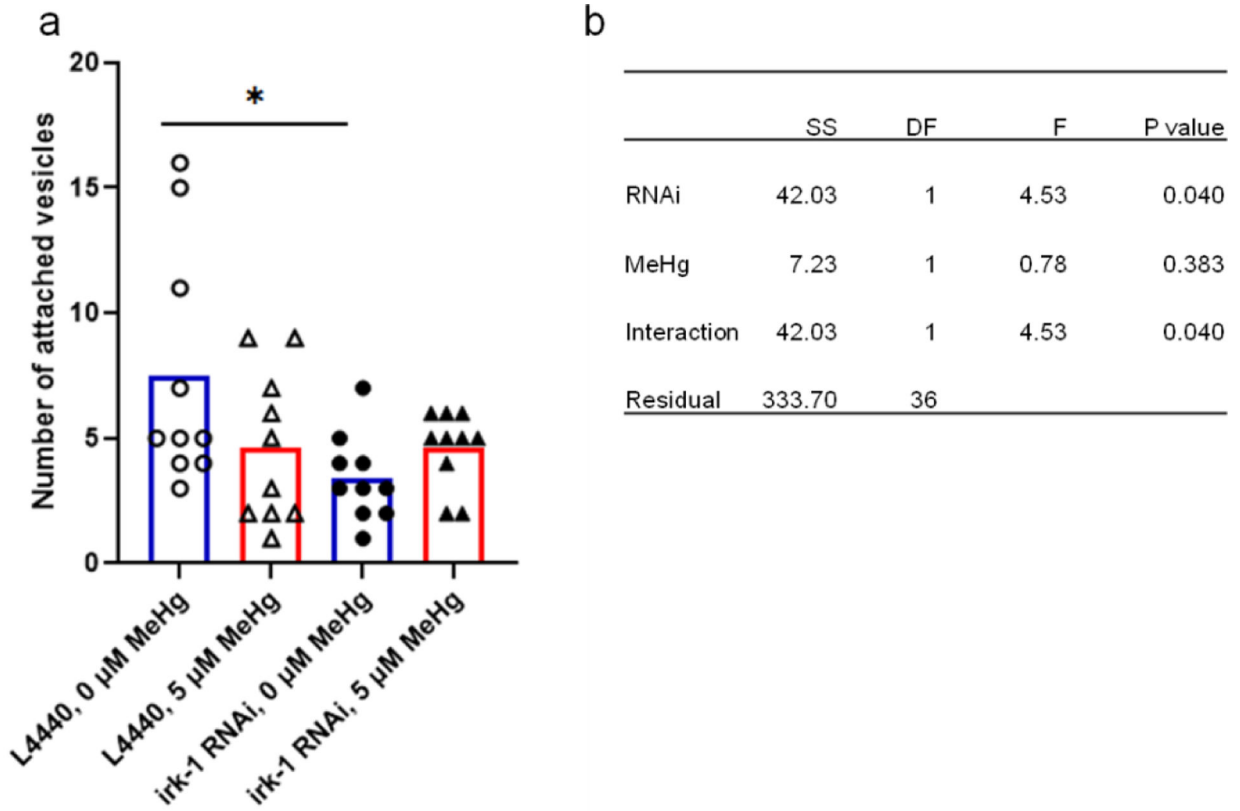 a
20
15
10
5
0
Number of attached vesicles
*
L4440, 0 µM MeHg
L4440, 5 µM MeHg
irk-1 RNAi, 0 µM MeHg
irk-1 RNAi, 5 µM MeHg
b
SS DF F P value
RNAi 42.03 1 4.53 0.040
MeHg 7.23 1 0.78 0.383
Interaction 42.03 1 4.53 0.040
Residual 333.70 36